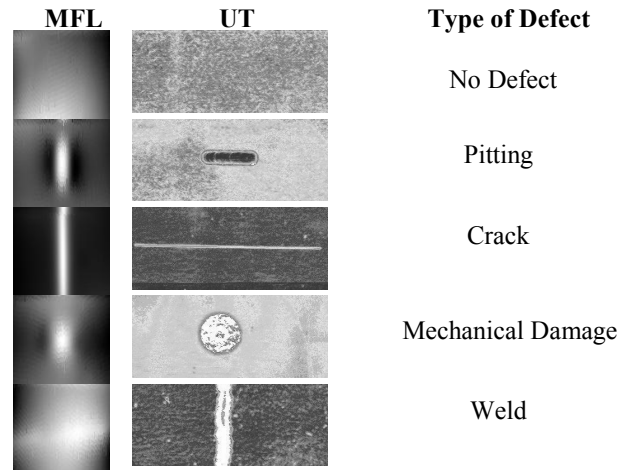 MFL UT Type of Defect
No Defect
Pitting
Crack
Mechanical Damage
Weld